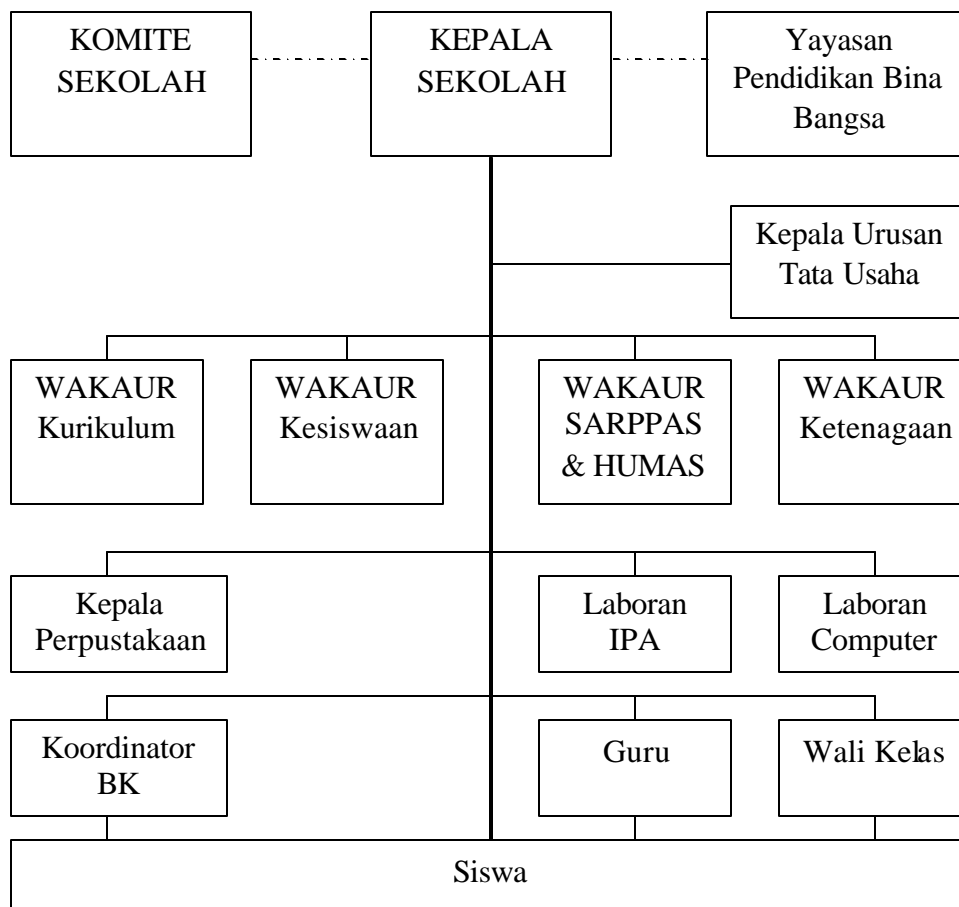 KOMITE
SEKOLAH
KEPALA
SEKOLAH
Yayasan
Pendidikan Bina
Bangsa
Kepala Urusan
Tata Usaha
WAKAUR
Kurikulum
WAKAUR
Kesiswaan
WAKAUR
SARPPAS
& HUMAS
WAKAUR
Ketenagaan
Kepala
Perpustakaan
Laboran
IPA
Laboran
Computer
Koordinator
BK
Guru
Wali Kelas
Siswa